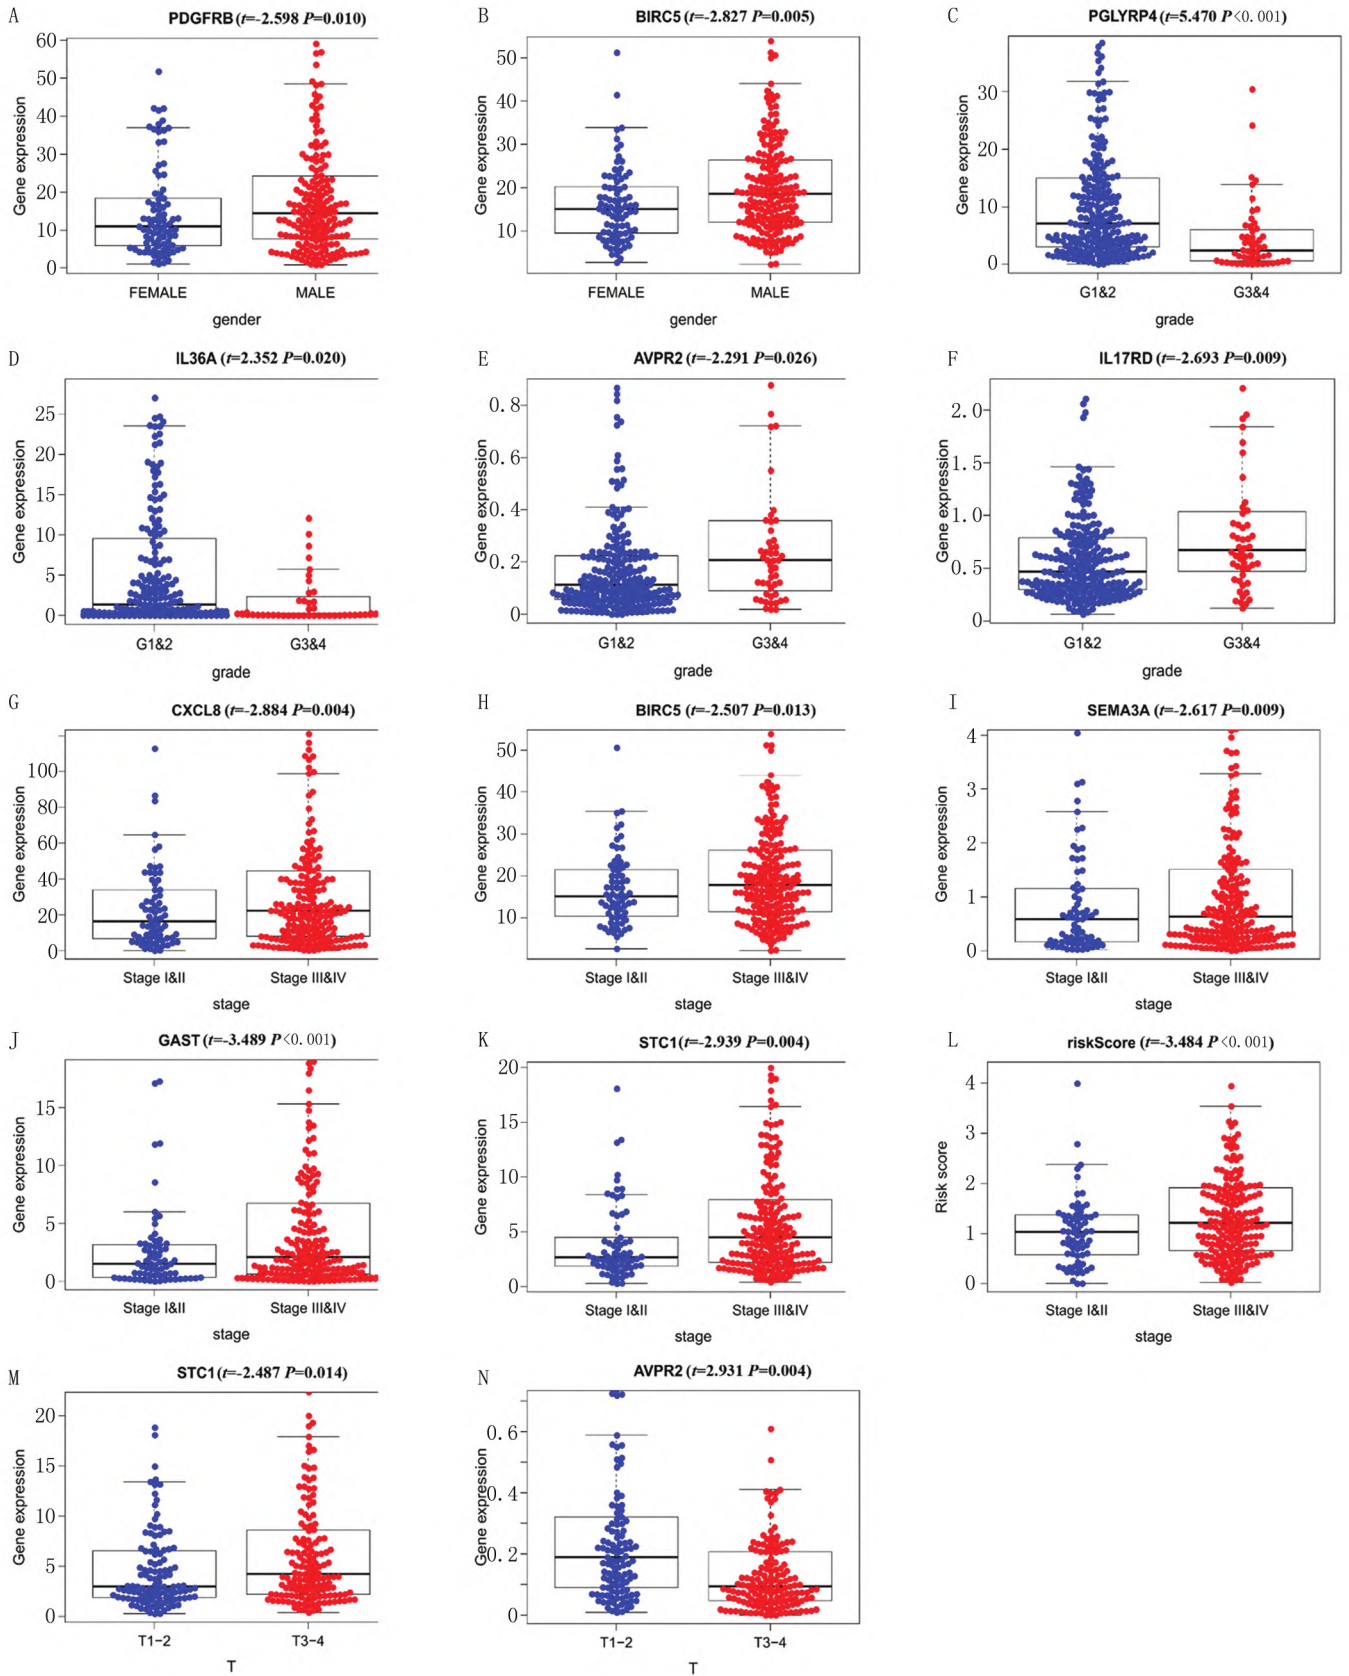 A PDGFRB (t=-2.598 P=0.010)
Gene expression
60
50
40
30
20
10
0
FEMALE MALE
gender
B BIRC5 (t=-2.827 P=0.005)
Gene expression
50
40
30
20
10
FEMALE MALE
gender
C PGLYRP4 (t=5.470 P<0.001)
Gene expression
30
20
10
0
G1&2 G3&4
grade
D IL36A (t=2.352 P=0.020)
Gene expression
25
20
15
10
5
0
G1&2 G3&4
grade
E AVPR2 (t=-2.291 P=0.026)
Gene expression
0.8
0.6
0.4
0.2
0
G1&2 G3&4
grade
F IL17RD (t=-2.693 P=0.009)
Gene expression
2.0
1.5
1.0
0.5
0
G1&2 G3&4
grade
G CXCL8 (t=-2.884 P=0.004)
Gene expression
100
80
60
40
20
0
Stage I&II Stage III&IV
stage
H BIRC5 (t=-2.507 P=0.013)
Gene expression
50
40
30
20
10
Stage I&II Stage III&IV
stage
I SEMA3A (t=-2.617 P=0.009)
Gene expression
4
3
2
1
0
Stage I&II Stage III&IV
stage
J GAST (t=-3.489 P<0.001)
Gene expression
15
10
5
0
Stage I&II Stage III&IV
stage
K STC1(t=-2.939 P=0.004)
Gene expression
20
15
10
5
0
Stage I&II Stage III&IV
stage
L riskScore (t=-3.484 P<0.001)
Risk score
4
3
2
1
0
Stage I&II Stage III&IV
stage
M STC1(t=-2.487 P=0.014)
Gene expression
20
15
10
5
0
T1-2 T3-4
T
N AVPR2 (t=2.931 P=0.004)
Gene expression
0.6
0.4
0.2
0
T1-2 T3-4
T